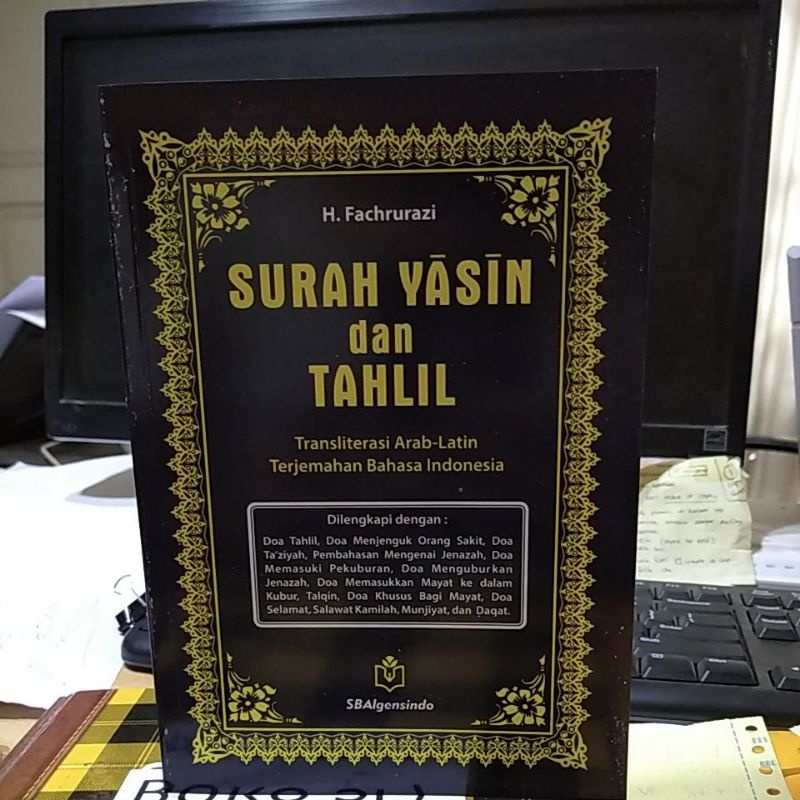 H. Fachrurazi
SURAH YĀSĪN
dan
TAHLIL
Transliterasi Arab-Latin
Terjemahan Bahasa Indonesia
Dilengkapi dengan :
Doa Tahlil, Doa Menjenguk Orang Sakit, Doa
Ta'ziyah, Pembahasan Mengenai Jenazah, Doa
Memasuki Pekuburan, Doa Menguburkan
Jenazah, Doa Memasukkan Mayat ke dalam
Kubur, Talqin, Doa Khusus Bagi Mayat, Doa
Selamat, Salawat Kamilah, Munjiyat, dan Ḍaqat.
SBAlgensindo